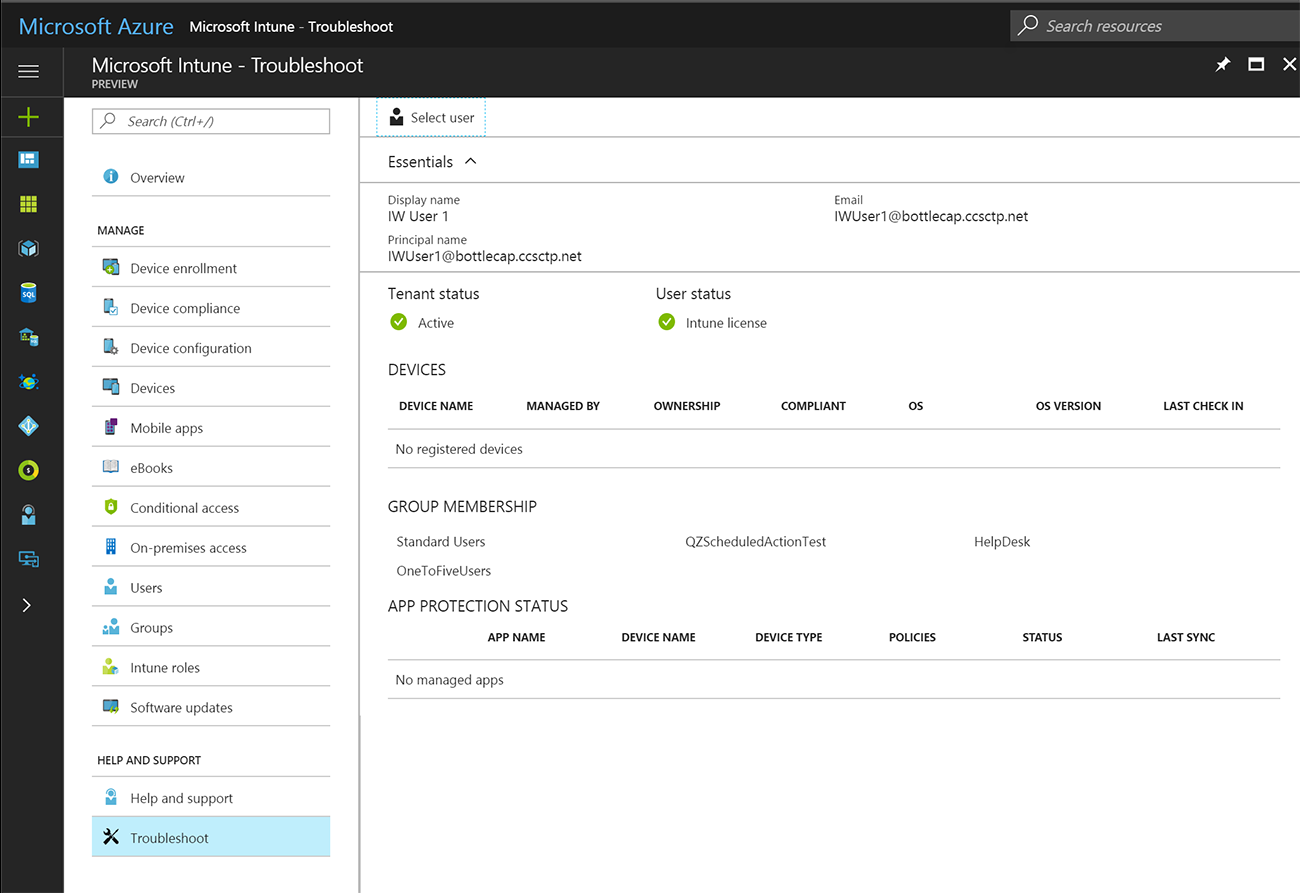 Microsoft Azure Microsoft Intune - Troubleshoot
Search resources
Microsoft Intune - Troubleshoot
PREVIEW
Search (Ctrl+/)
Overview
MANAGE
Device enrollment
Device compliance
Device configuration
Devices
Mobile apps
eBooks
Conditional access
On-premises access
Users
Groups
Intune roles
Software updates
HELP AND SUPPORT
Help and support
Troubleshoot
Select user
Essentials
Display name
IW User 1
Email
IWUser1@bottlecap.ccsctp.net
Principal name
IWUser1@bottlecap.ccsctp.net
Tenant status
Active
User status
Intune license
DEVICES
DEVICE NAME MANAGED BY OWNERSHIP COMPLIANT OS OS VERSION LAST CHECK IN
No registered devices
GROUP MEMBERSHIP
Standard Users QZScheduledActionTest HelpDesk
OneToFiveUsers
APP PROTECTION STATUS
APP NAME DEVICE NAME DEVICE TYPE POLICIES STATUS LAST SYNC
No managed apps
SQL